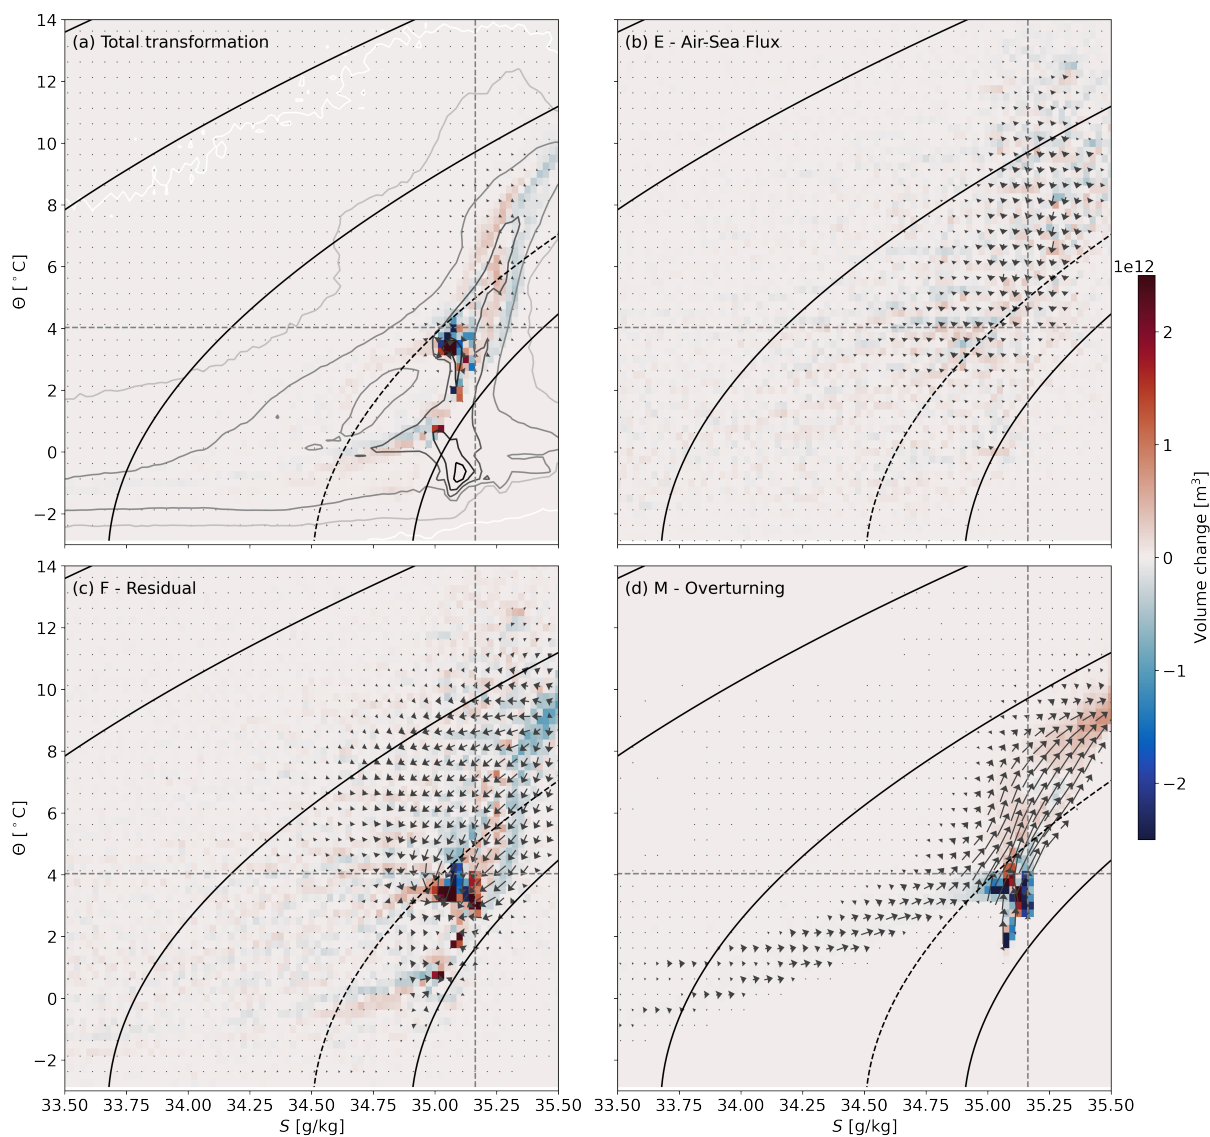 (a) Total transformation
(b) E - Air-Sea Flux
14
12
10
8
6
4
2
0
−2
Θ [°C]
1e12
2
1
0
−1
−2
Volume change [m³]
(c) F - Residual
(d) M - Overturning
14
12
10
8
6
4
2
0
−2
Θ [°C]
33.50 33.75 34.00 34.25 34.50 34.75 35.00 35.25 35.50
S [g/kg]
33.50 33.75 34.00 34.25 34.50 34.75 35.00 35.25 35.50
S [g/kg]